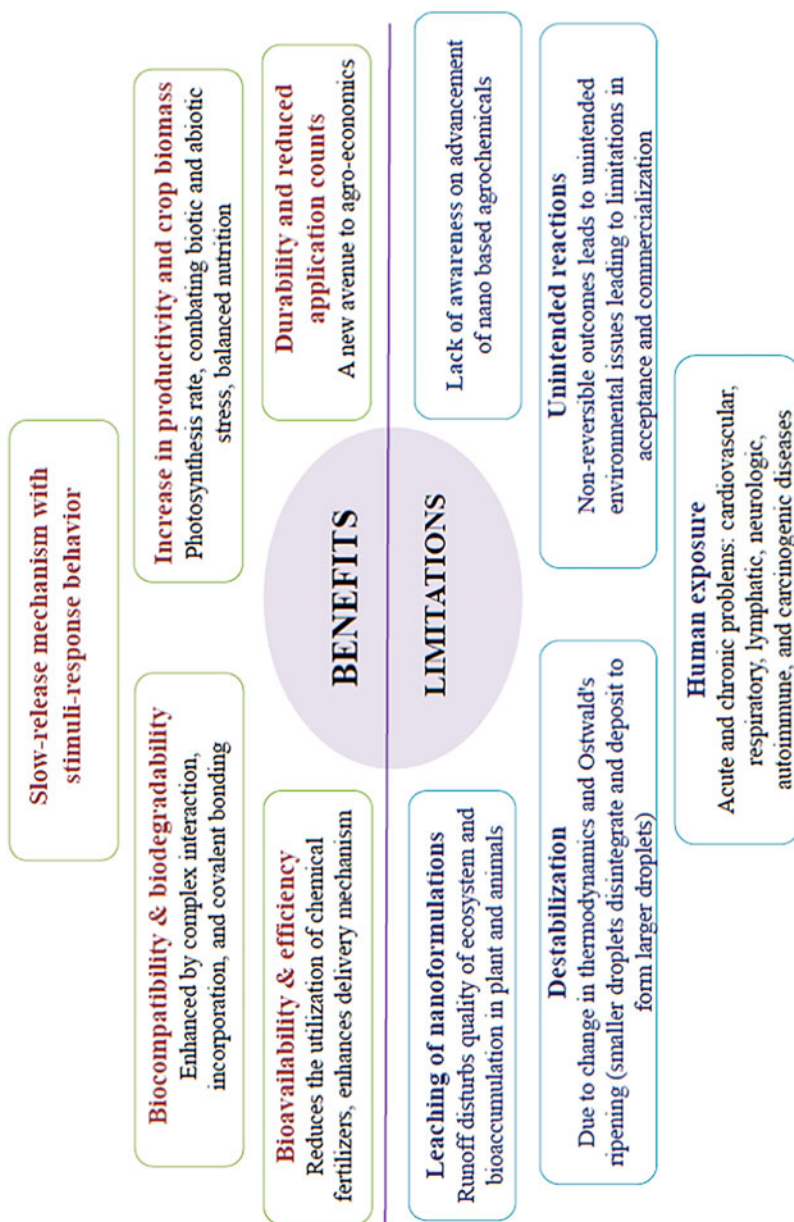 Slow-release mechanism with
stimuli-response behavior
Biocompatibility & biodegradability
Enhanced by complex interaction,
incorporation, and covalent bonding
Increase in productivity and crop biomass
Photosynthesis rate, combating biotic and abiotic
stress, balanced nutrition
Bioavailability & efficiency
Reduces the utilization of chemical
fertilizers, enhances delivery mechanism
Durability and reduced
application counts
A new avenue to agro-economics
BENEFITS
LIMITATIONS
Leaching of nanoformulations
Runoff disturbs quality of ecosystem and
bioaccumulation in plant and animals
Lack of awareness on advancement
of nano based agrochemicals
Destabilization
Due to change in thermodynamics and Ostwald's
ripening (smaller droplets disintegrate and deposit to
form larger droplets)
Unintended reactions
Non-reversible outcomes leads to unintended
environmental issues leading to limitations in
acceptance and commercialization
Human exposure
Acute and chronic problems: cardiovascular,
respiratory, lymphatic, neurologic,
autoimmune, and carcinogenic diseases